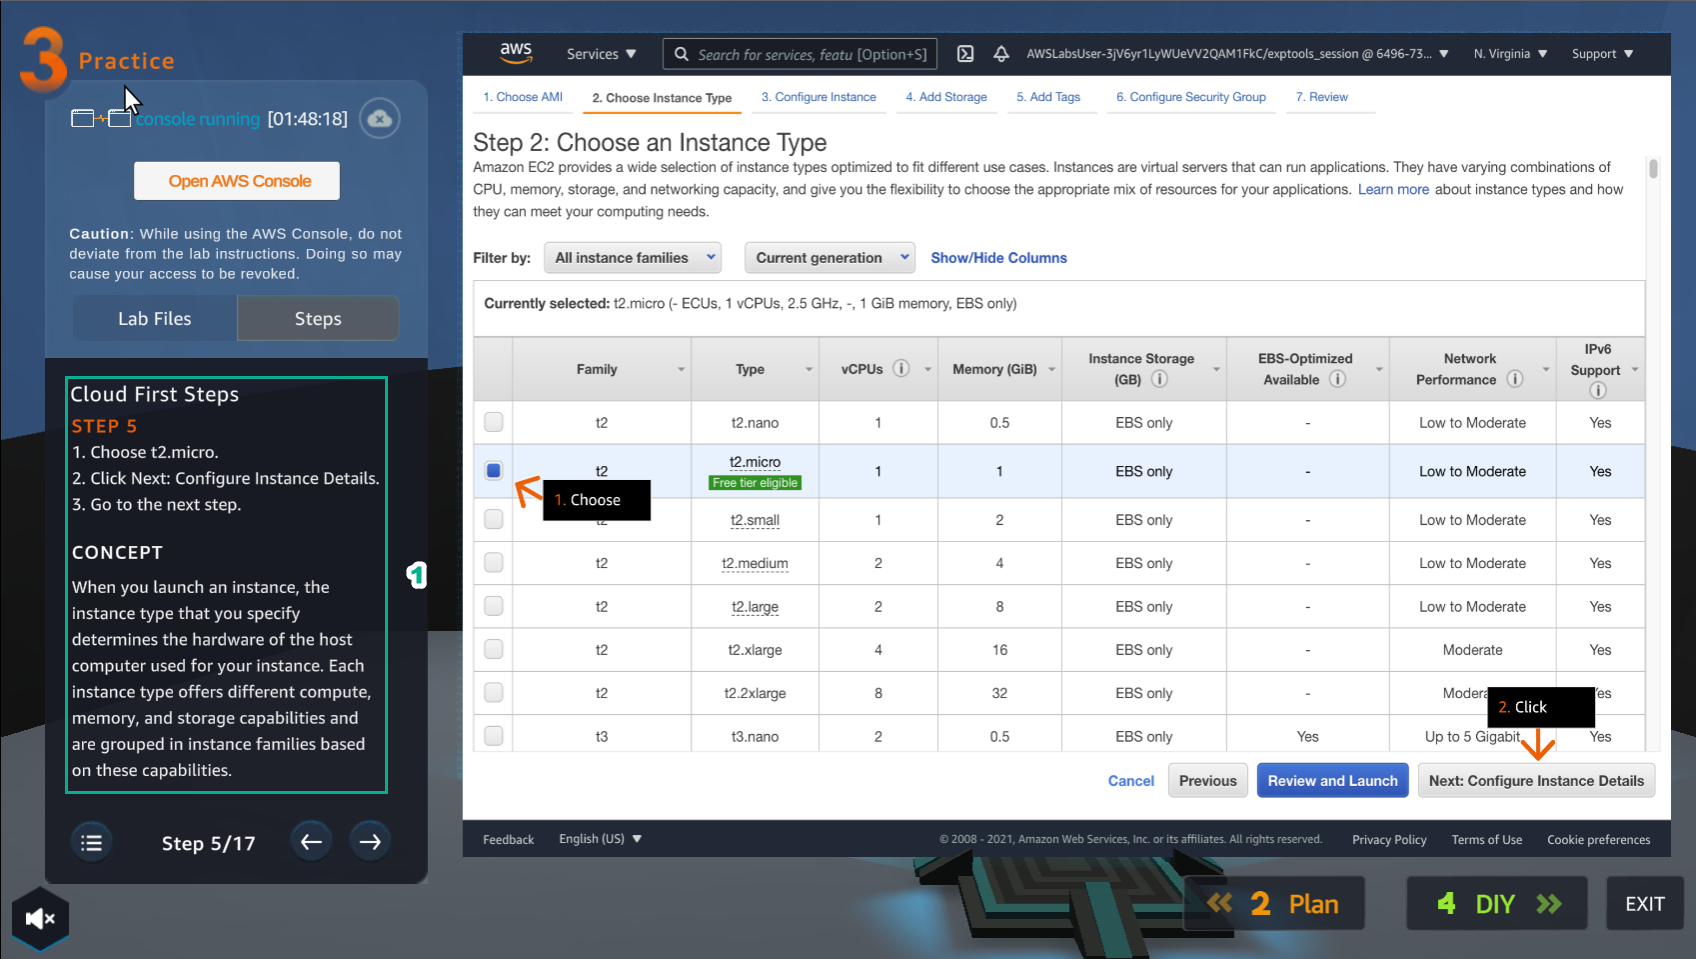 3 Practice
console running [01:48:18]
Open AWS Console
Caution: While using the AWS Console, do not
deviate from the lab instructions. Doing so may
cause your access to be revoked.
Lab Files
Steps
Cloud First Steps
STEP 5
1. Choose t2.micro.
2. Click Next: Configure Instance Details.
3. Go to the next step.
CONCEPT
When you launch an instance, the
instance type that you specify
determines the hardware of the host
computer used for your instance. Each
instance type offers different compute,
memory, and storage capabilities and
are grouped in instance families based
on these capabilities.
1
Step 5/17
aws
Services
Search for services, featu [Option+S]
AWSLabsUser-3jV6yr1LyWUeVV2QAM1FkC/exptools_session @ 6496-73...
N. Virginia
Support
1. Choose AMI
2. Choose Instance Type
3. Configure Instance
4. Add Storage
5. Add Tags
6. Configure Security Group
7. Review
Step 2: Choose an Instance Type
Amazon EC2 provides a wide selection of instance types optimized to fit different use cases. Instances are virtual servers that can run applications. They have varying combinations of
CPU, memory, storage, and networking capacity, and give you the flexibility to choose the appropriate mix of resources for your applications. Learn more about instance types and how
they can meet your computing needs.
Filter by: All instance families Current generation Show/Hide Columns
Currently selected: t2.micro (- ECUs, 1 vCPUs, 2.5 GHz, -, 1 GiB memory, EBS only)
Family Type vCPUs Memory (GiB) Instance Storage (GB) EBS-Optimized Available Network Performance IPv6 Support
t2 t2.nano 1 0.5 EBS only - Low to Moderate Yes
t2 t2.micro 1 1 EBS only - Low to Moderate Yes
Free tier eligible
1. Choose
t2 t2.small 1 2 EBS only - Low to Moderate Yes
t2 t2.medium 2 4 EBS only - Low to Moderate Yes
t2 t2.large 2 8 EBS only - Low to Moderate Yes
t2 t2.xlarge 4 16 EBS only - Moderate Yes
t2 t2.2xlarge 8 32 EBS only - Modera Yes
2. Click
t3 t3.nano 2 0.5 EBS only Yes Up to 5 Gigabit Yes
Cancel
Previous
Review and Launch
Next: Configure Instance Details
Feedback
English (US)
© 2008 - 2021, Amazon Web Services, Inc. or its affiliates. All rights reserved.
Privacy Policy
Terms of Use
Cookie preferences
2 Plan
4 DIY
EXIT